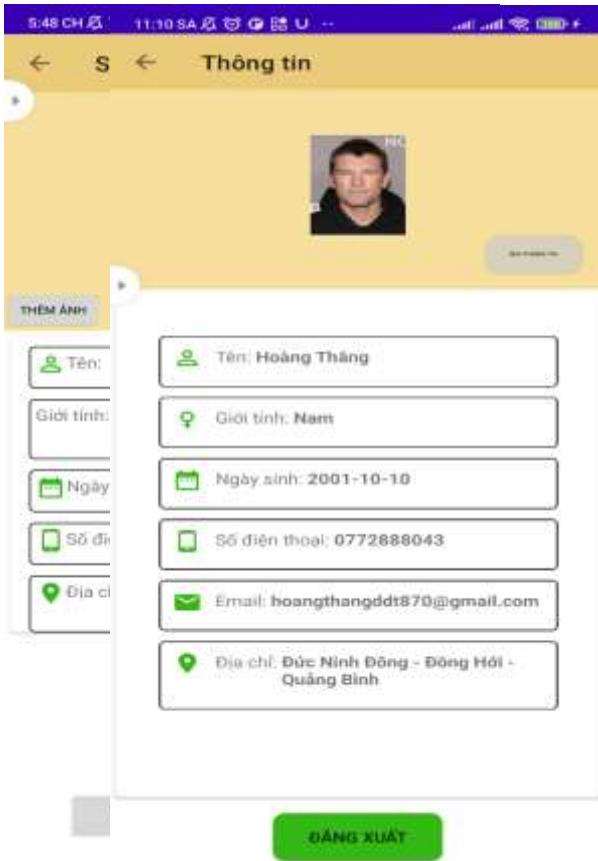 5:48 CH
11:10 SA
S
Thông tin
NO
THÊM ẢNH
Tên:
Giới tính:
Ngày
Số đi
Địa ch
Tên: Hoàng Thăng
Giới tính: Nam
Ngày sinh: 2001-10-10
Số điện thoại: 0772888043
Email: hoangthangddt870@gmail.com
Địa chỉ: Đức Ninh Đông - Đồng Hới -
Quảng Bình
ĐĂNG XUẤT